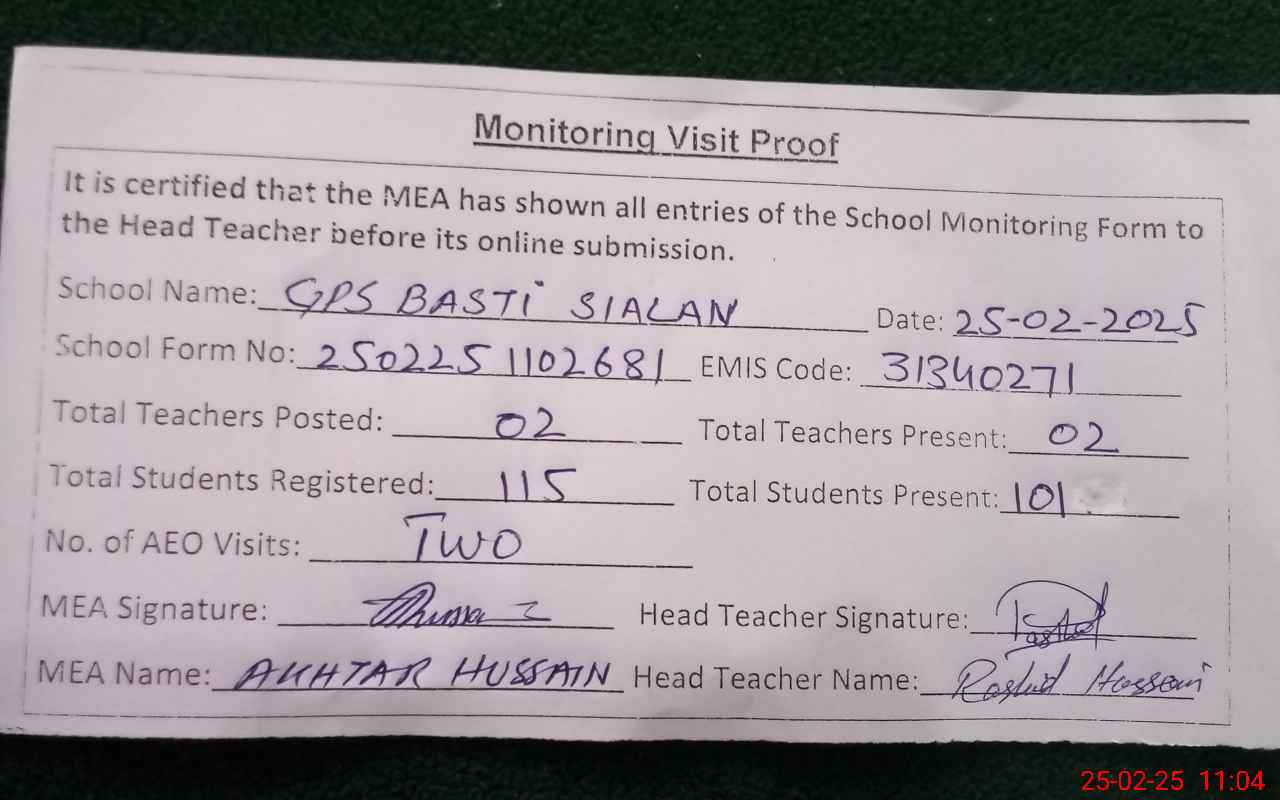 Monitoring Visit Proof
It is certified that the MEA has shown all entries of the School Monitoring Form to
the Head Teacher before its online submission.
School Name: GPS BASTI SIALAN Date: 25-02-2025
School Form No: 2502251102681 EMIS Code: 31340271
Total Teachers Posted: 02 Total Teachers Present: 02
Total Students Registered: 115 Total Students Present: 101
No. of AEO Visits: TWO
MEA Signature: Head Teacher Signature:
MEA Name: AKHTAR HUSSAIN Head Teacher Name: Rashid Hussain
25-02-25 11:04